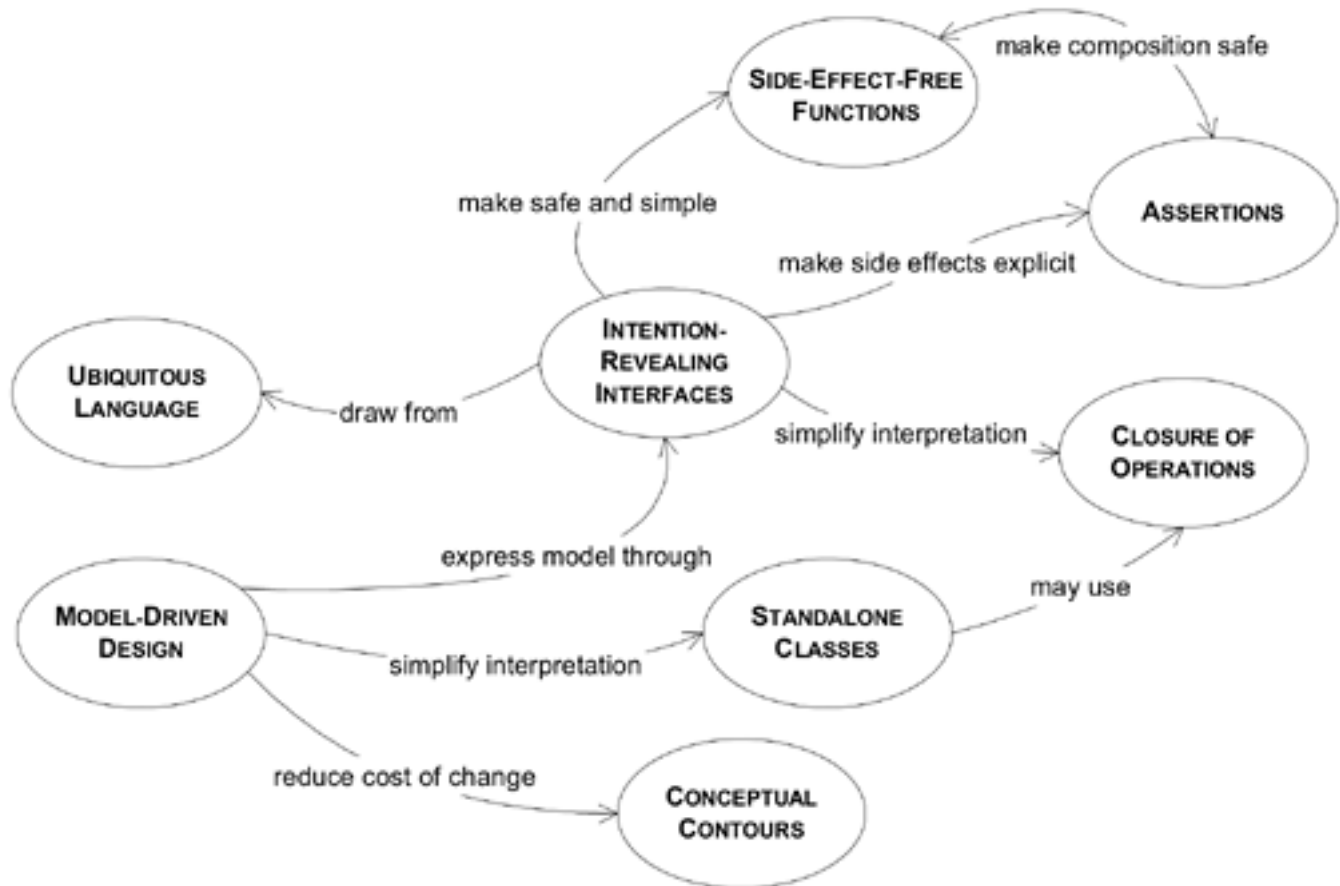 make composition safe
SIDE-EFFECT-FREE
FUNCTIONS
make safe and simple
ASSERTIONS
make side effects explicit
INTENTION-
REVEALING
INTERFACES
UBIQUITOUS
LANGUAGE
draw from
simplify interpretation
CLOSURE OF
OPERATIONS
express model through
may use
MODEL-DRIVEN
DESIGN
STANDALONE
CLASSES
simplify interpretation
reduce cost of change
CONCEPTUAL
CONTOURS